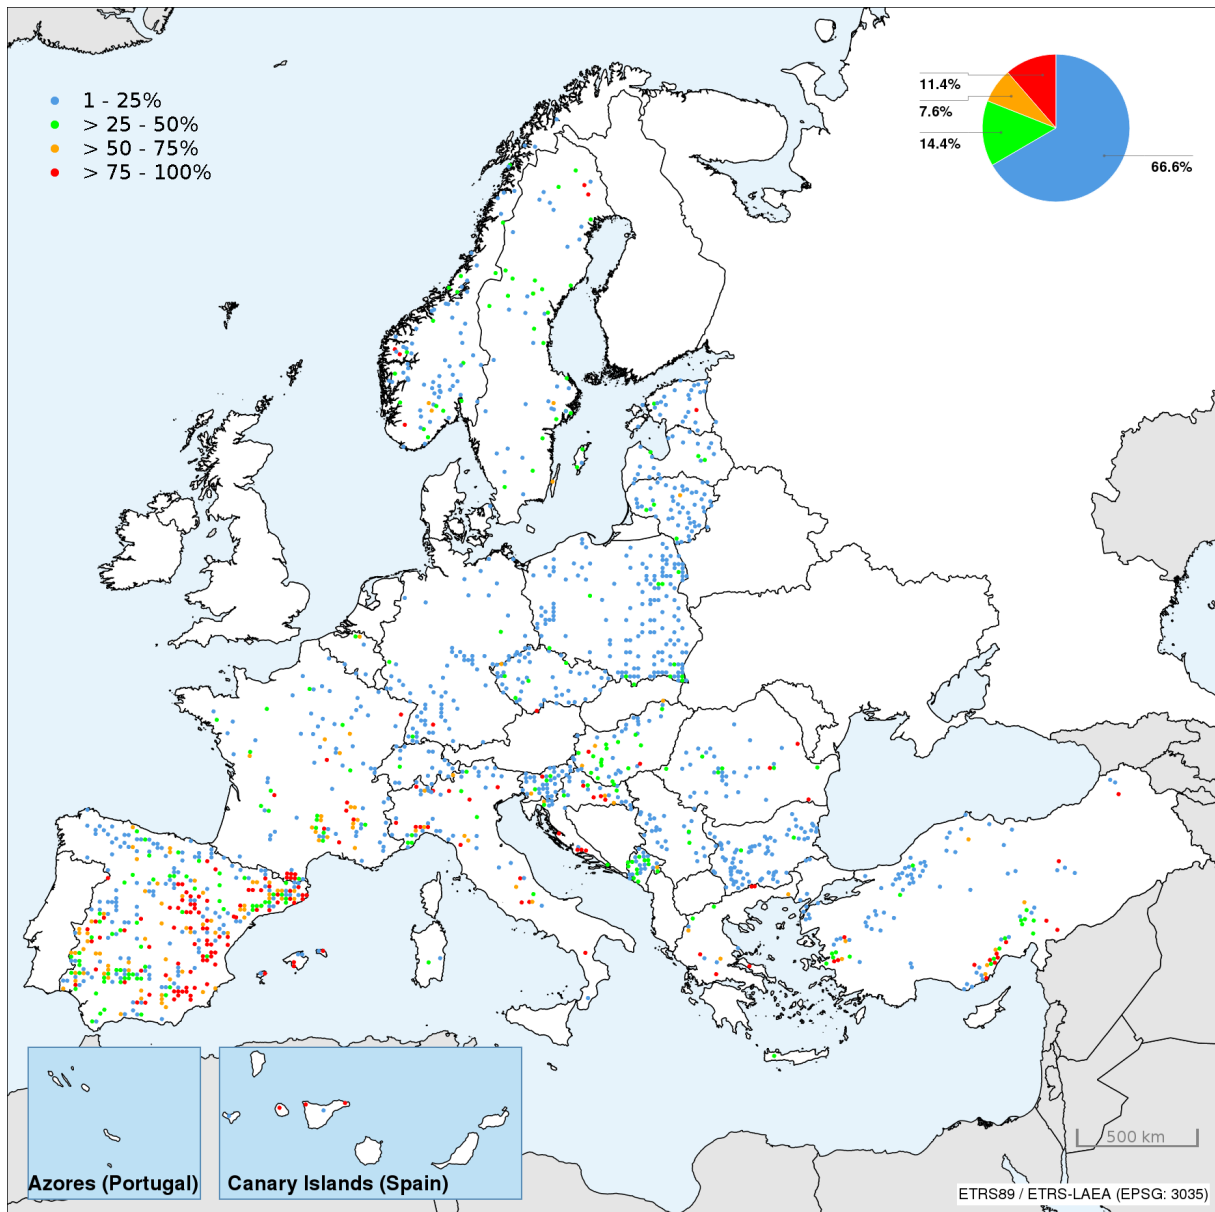 1 - 25%
> 25 - 50%
> 50 - 75%
> 75 - 100%
11.4%
7.6%
14.4%
66.6%
500 km
Azores (Portugal)
Canary Islands (Spain)
ETRS89 / ETRS-LAEA (EPSG: 3035)